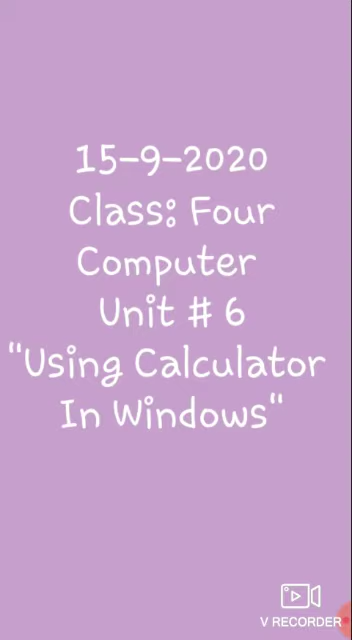 15-9-2020
Class: Four
Computer
Unit # 6
"Using Calculator
In Windows"
V RECORDER